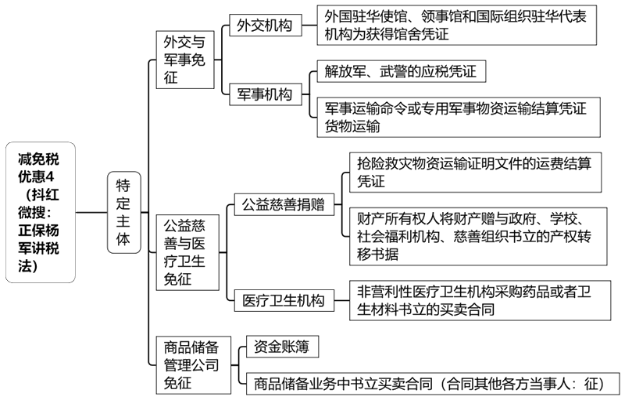 减免税
优惠4
（抖红
微搜：
正保杨
军讲税
法）
特定主体
外交与
军事免
征
外交机构
外国驻华使馆、领事馆和国际组织驻华代表
机构为获得馆舍凭证
军事机构
解放军、武警的应税凭证
军事运输命令或专用军事物资运输结算凭证
货物运输
公益慈
善与医
疗卫生
免征
公益慈善捐赠
抢险救灾物资运输证明文件的运费结算
凭证
财产所有权人将财产赠与政府、学校、
社会福利机构、慈善组织书立的产权转
移书据
医疗卫生机构
非营利性医疗卫生机构采购药品或者卫
生材料书立的买卖合同
商品储备
管理公司
免征
资金账簿
商品储备业务中书立买卖合同（合同其他各方当事人：征）